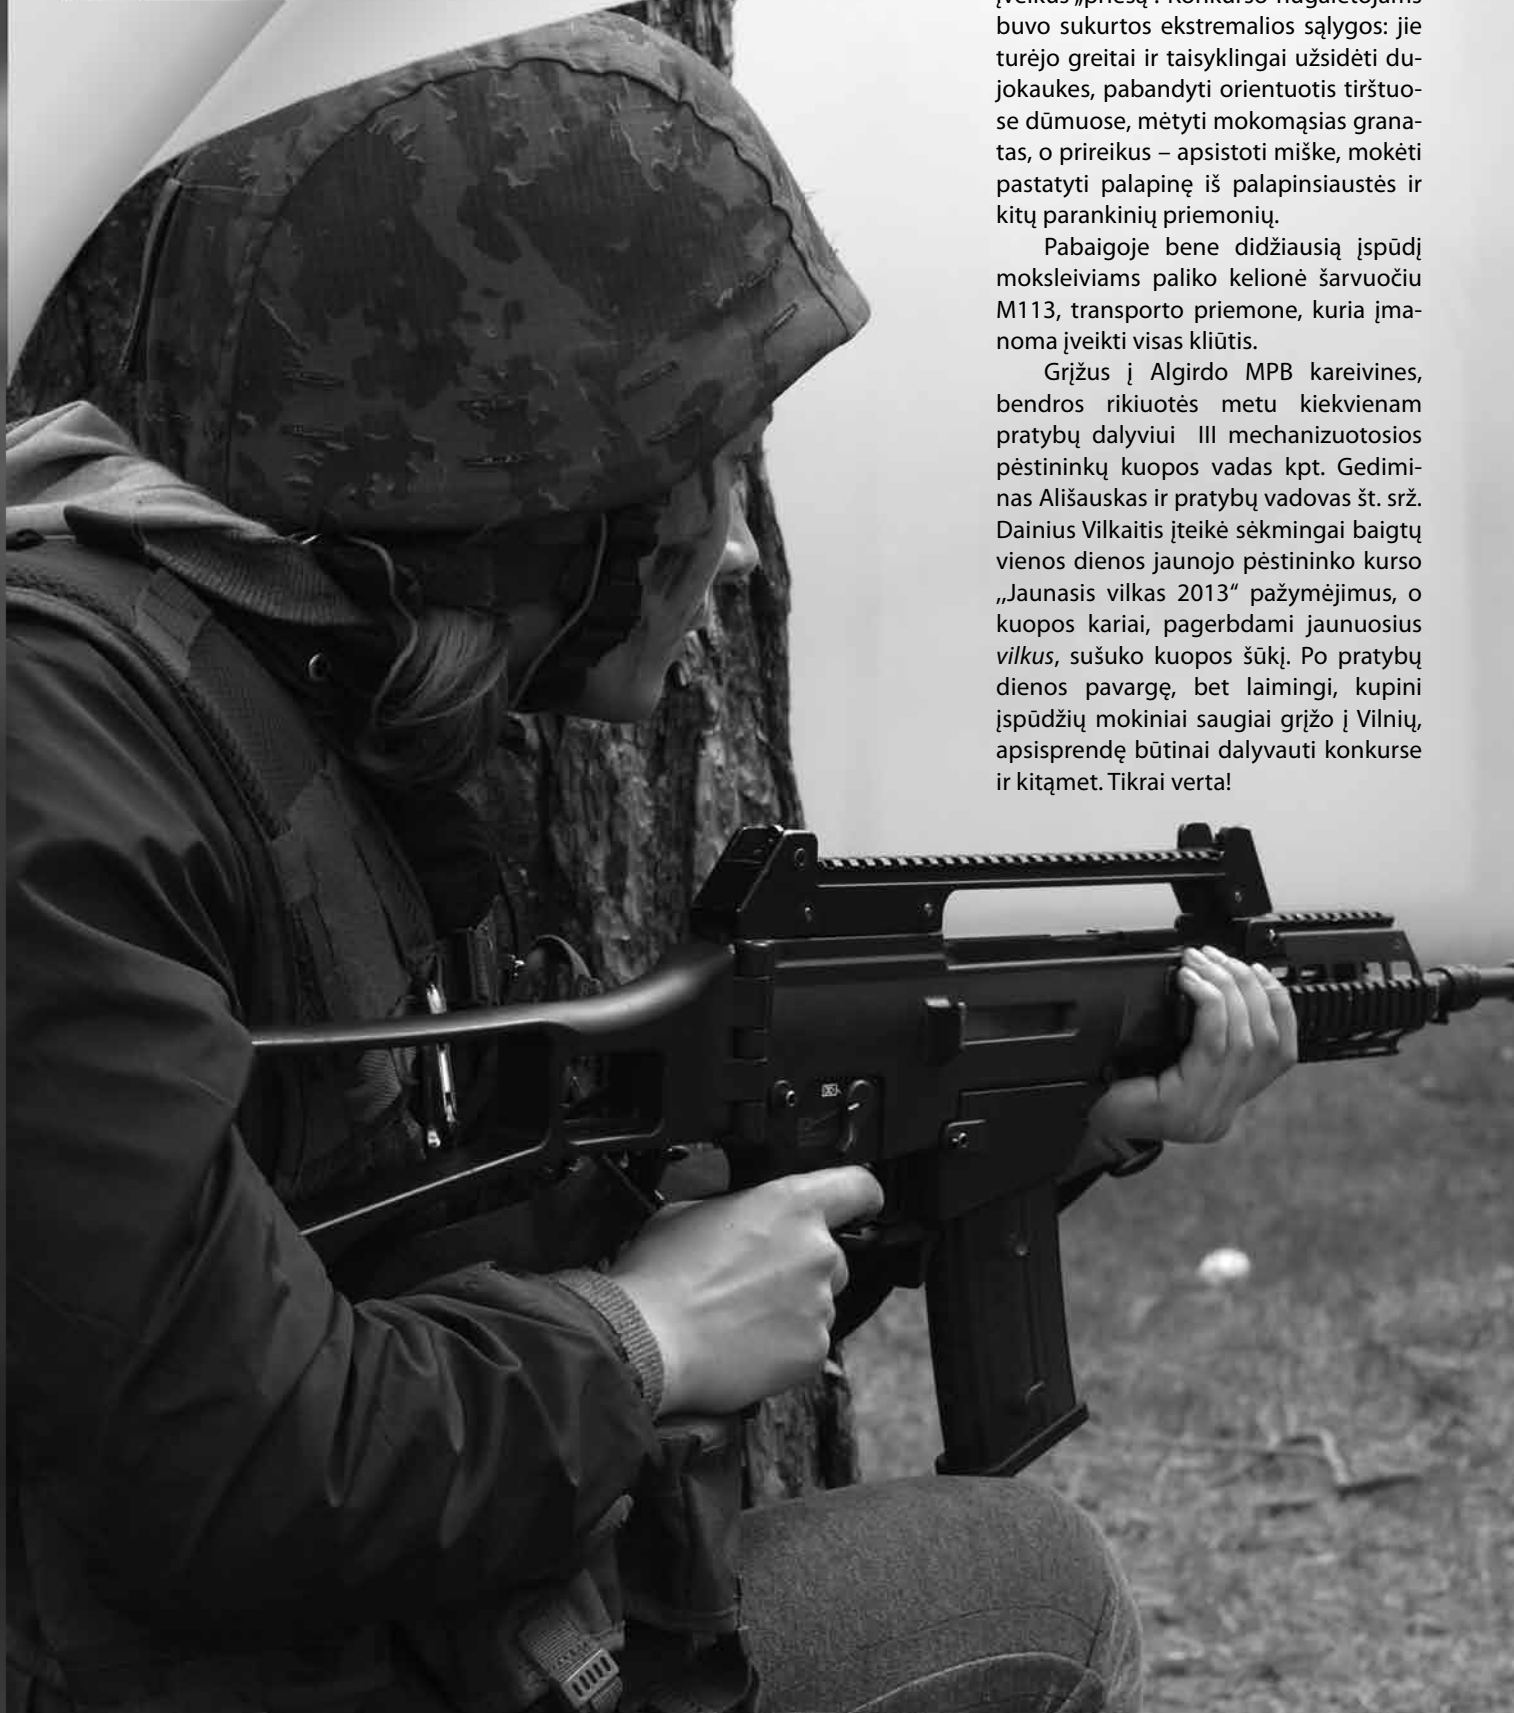 buvo sukurtos ekstremalios sąlygos: jie
turėjo greitai ir taisyklingai užsidėti du-
jokaukes, pabandyti orientuotis tirštuo-
se dūmuose, mėtyti mokomąsias grana-
tas, o prireikus – apsistoti miške, mokėti
pastatyti palapinę iš palapinsiaustės ir
kitų parankinių priemonių.
Pabaigoje bene didžiausią įspūdį
moksleiviams paliko kelionė šarvuočiu
M113, transporto priemone, kuria įma-
noma įveikti visas kliūtis.
Grįžus į Algirdo MPB kareivines,
bendros rikiuotės metu kiekvienam
pratybų dalyviui III mechanizuotosios
pėstininkų kuopos vadas kpt. Gedimi-
nas Ališauskas ir pratybų vadovas št. srž.
Dainius Vilkaitis įteikė sėkmingai baigtų
vienos dienos jaunojo pėstininko kurso
,,Jaunasis vilkas 2013“ pažymėjimus, o
kuopos kariai, pagerbdami jaunuosius
vilkus, sušuko kuopos šūkį. Po pratybų
dienos pavargę, bet laimingi, kupini
įspūdžių mokiniai saugiai grįžo į Vilnių,
apsisprendę būtinai dalyvauti konkurse
ir kitąmet. Tikrai verta!